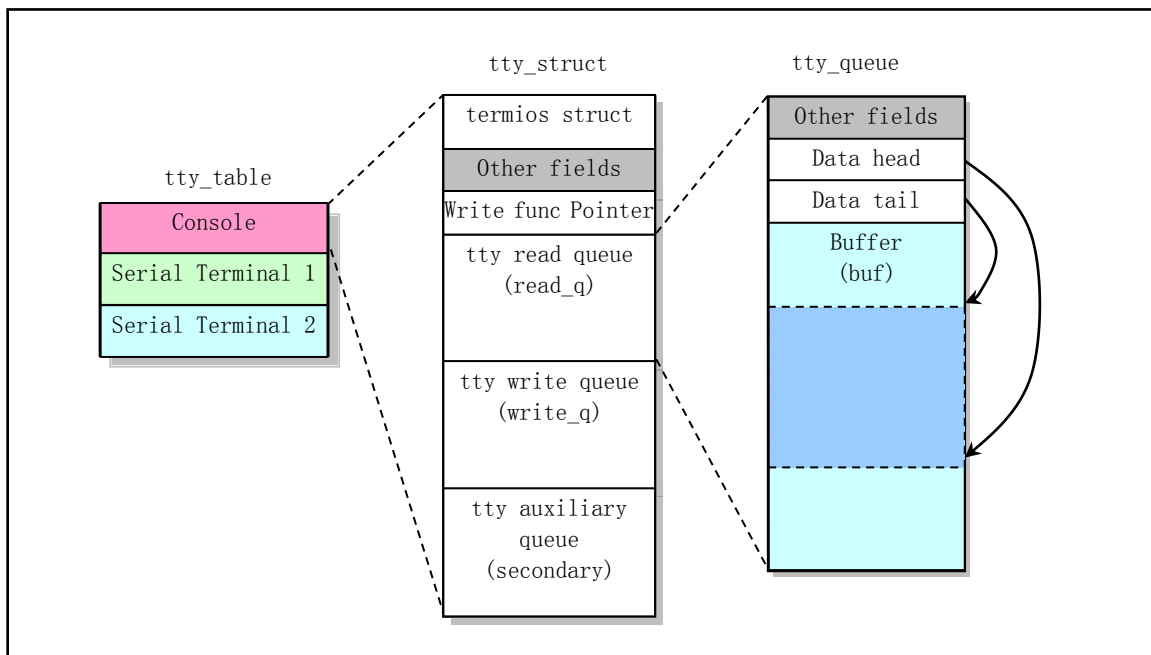 tty_table
Console
Serial Terminal 1
Serial Terminal 2
tty_struct
termios struct
Other fields
Write func Pointer
tty read queue
(read_q)
tty write queue
(write_q)
tty auxiliary
queue
(secondary)
tty_queue
Other fields
Data head
Data tail
Buffer
(buf)